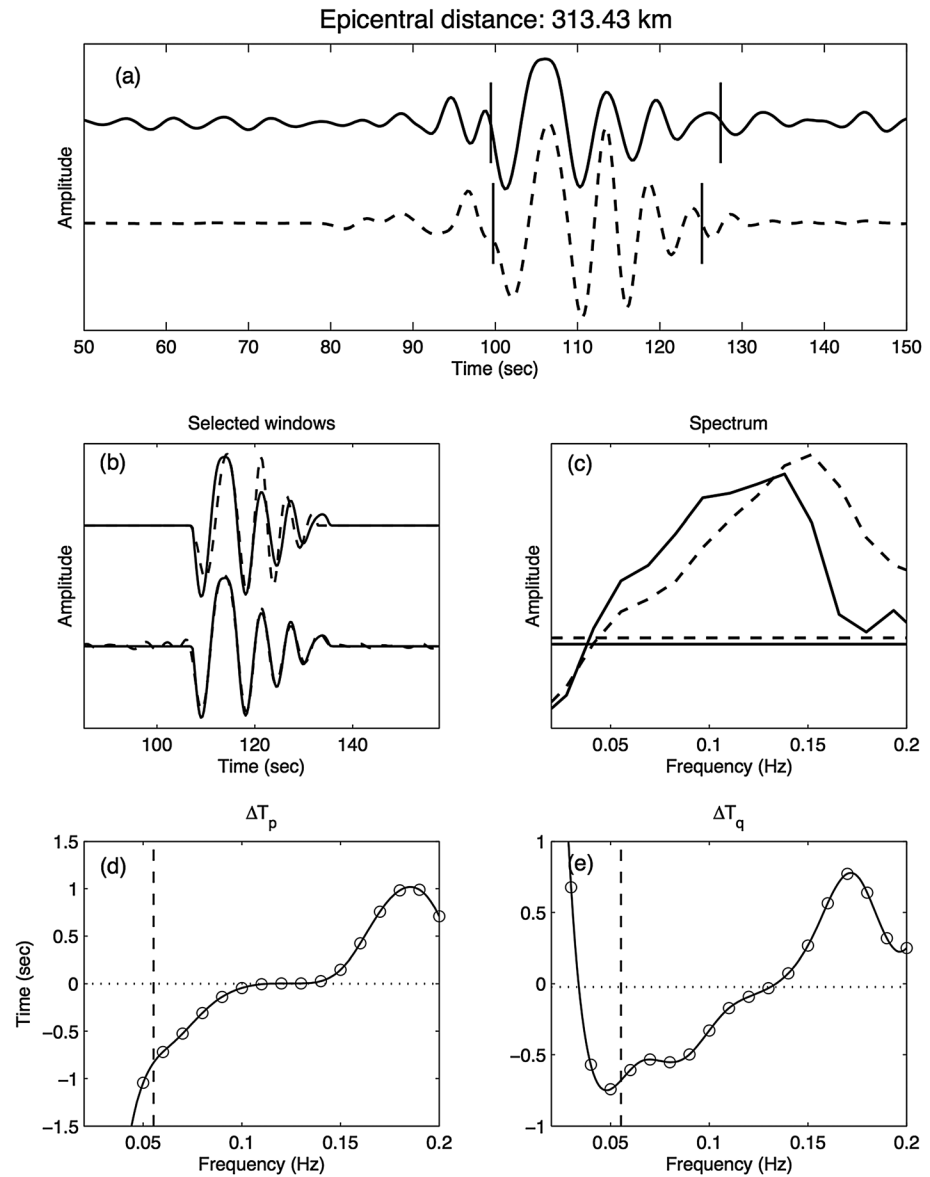 Epicentral distance: 313.43 km
(a)
Amplitude
50 60 70 80 90 100 110 120 130 140 150
Time (sec)
Selected windows
(b)
Amplitude
100 120 140
Time (sec)
Spectrum
(c)
Amplitude
0.05 0.1 0.15 0.2
Frequency (Hz)
ΔTp
(d)
Time (sec)
1.5
1
0.5
0
−0.5
−1
−1.5
0.05 0.1 0.15 0.2
Frequency (Hz)
ΔTq
(e)
1
0.5
0
−0.5
−1
0.05 0.1 0.15 0.2
Frequency (Hz)